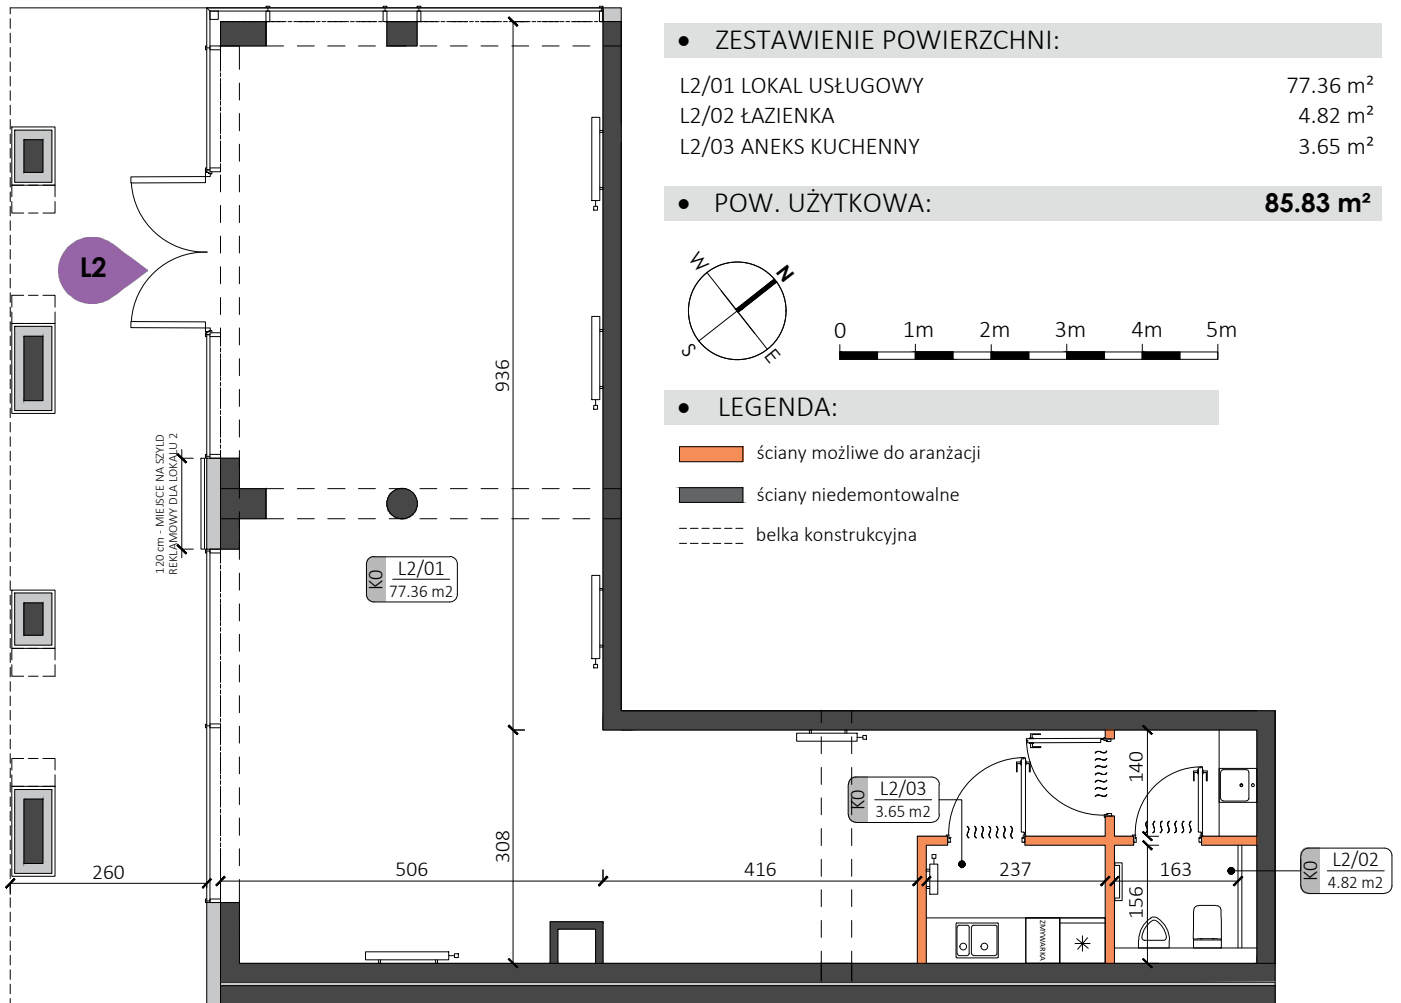 ZESTAWIENIE POWIERZCHNI:
L2/01 LOKAL USŁUGOWY 77.36 m²
L2/02 ŁAZIENKA 4.82 m²
L2/03 ANEKS KUCHENNY 3.65 m²
POW. UŻYTKOWA: 85.83 m²
W
N
S
E
0 1m 2m 3m 4m 5m
LEGENDA:
ściany możliwe do aranżacji
ściany niedemontowalne
belka konstrukcyjna
L2
936
120 cm - MIEJSCE NA SZYLD
REKLAMOWY DLA LOKALU 2
K0
L2/01
77.36 m2
308
140
K0
L2/03
3.65 m2
260
506
416
237
163
156
K0
L2/02
4.82 m2
ZMYWARKA